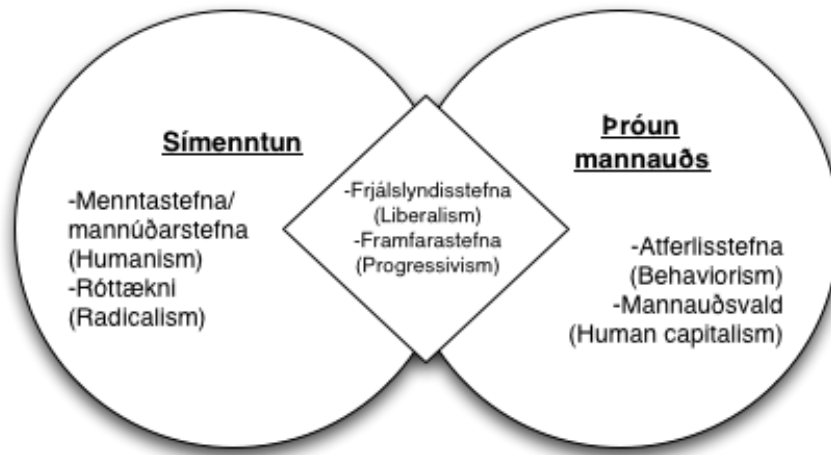 Símenntun
-Menntastefna/
mannúðarstefna
(Humanism)
-Róttækni
(Radicalism)
-Frjálslyndisstefna
(Liberalism)
-Framfarastefna
(Progressivism)
Þróun
mannauðs
-Atferlisstefna
(Behaviorism)
-Mannauðsvald
(Human capitalism)